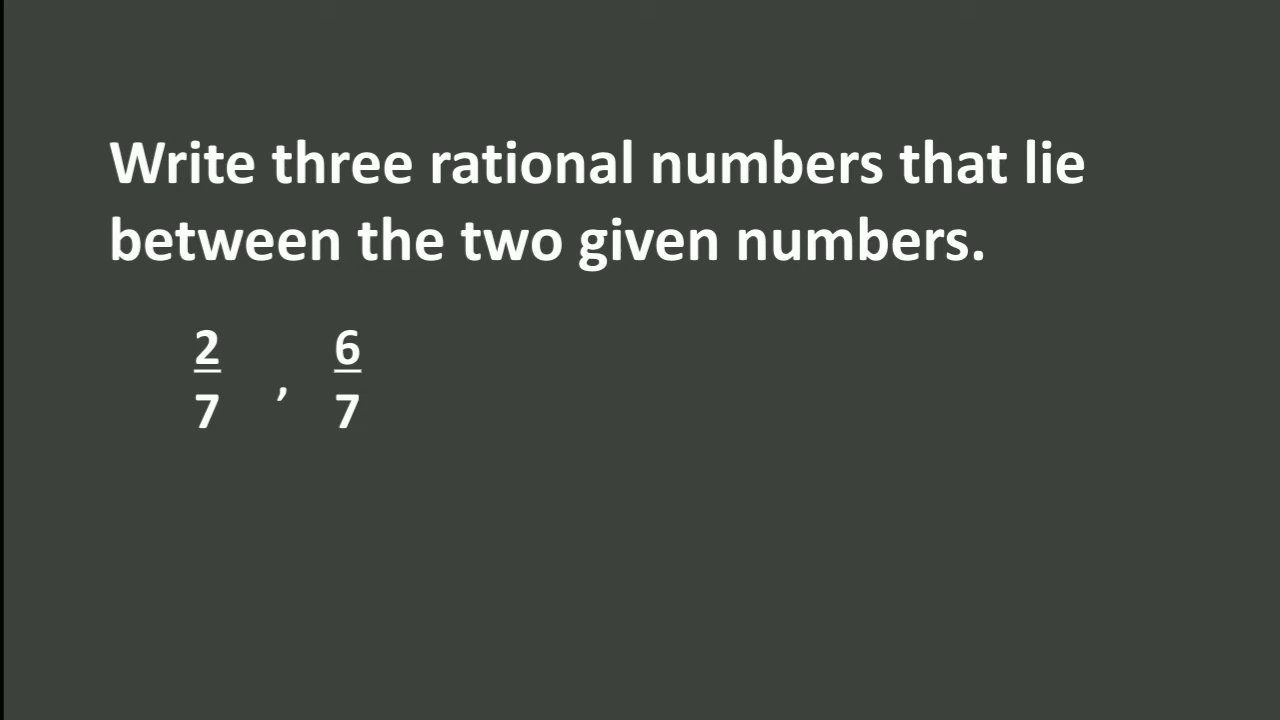 Write three rational numbers that lie
between the two given numbers.
2/7 , 6/7